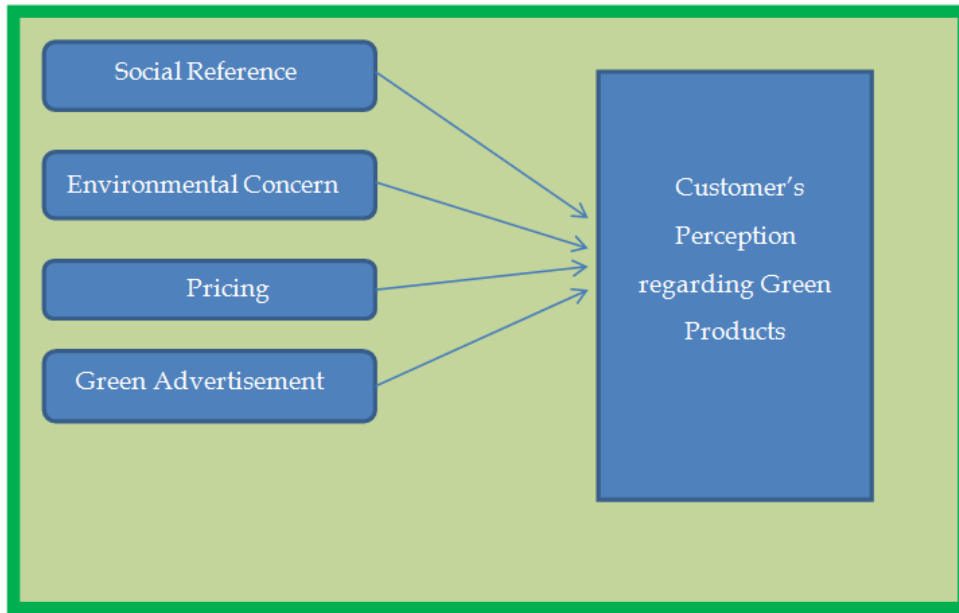 Social Reference
Environmental Concern
Pricing
Green Advertisement
Customer’s
Perception
regarding Green
Products